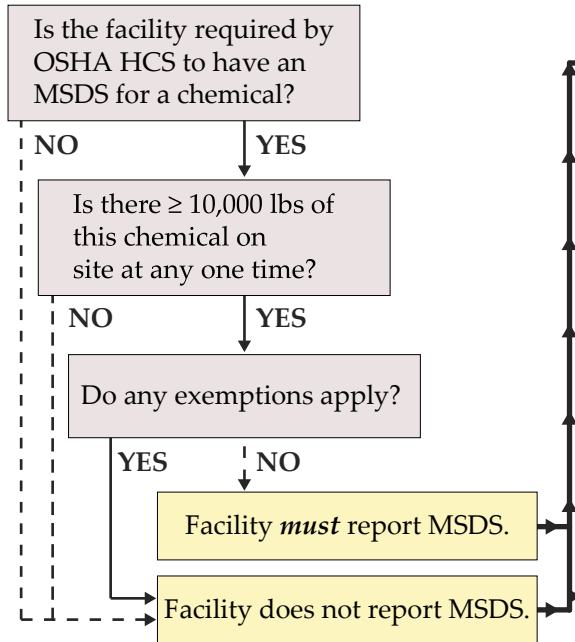 Is the facility required by
OSHA HCS to have an
MSDS for a chemical?
NO
YES
Is there ≥ 10,000 lbs of
this chemical on
site at any one time?
NO
YES
Do any exemptions apply?
YES
NO
Facility must report MSDS.
Facility does not report MSDS.